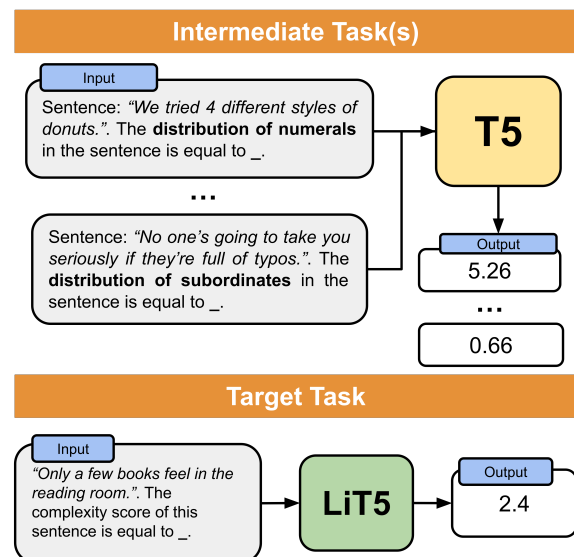 Intermediate Task(s)
Input
Sentence: “We tried 4 different styles of
donuts.”. The distribution of numerals
in the sentence is equal to _.
...
Sentence: “No one’s going to take you
seriously if they’re full of typos.”. The
distribution of subordinates in the
sentence is equal to _.
T5
Output
5.26
...
0.66
Target Task
Input
“Only a few books feel in the
reading room.”. The
complexity score of this
sentence is equal to _.
LiT5
Output
2.4